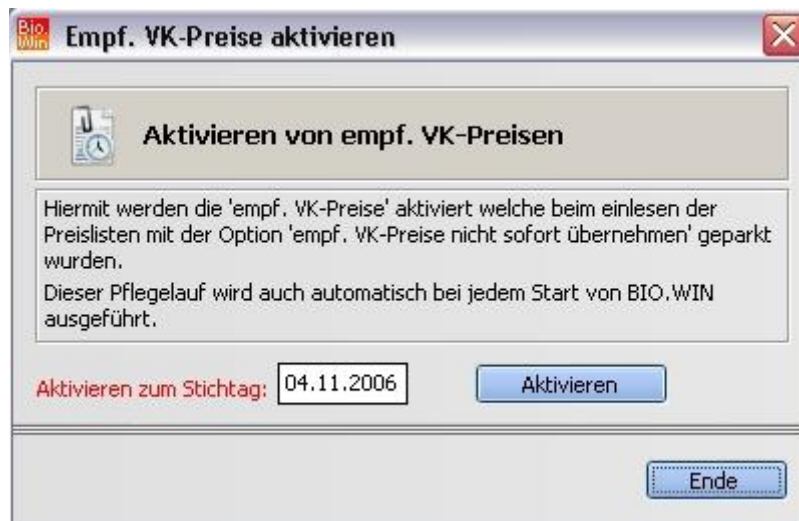 Bio.
Win
Empf. VK-Preise aktivieren
Aktivieren von empf. VK-Preisen
Hiermit werden die 'empf. VK-Preise' aktiviert welche beim einlesen der
Preislisten mit der Option 'empf. VK-Preise nicht sofort übernehmen' geparkt
wurden.
Dieser Pflegelauf wird auch automatisch bei jedem Start von BIO.WIN
ausgeführt.
Aktivieren zum Stichtag: 04.11.2006 Aktivieren
Ende